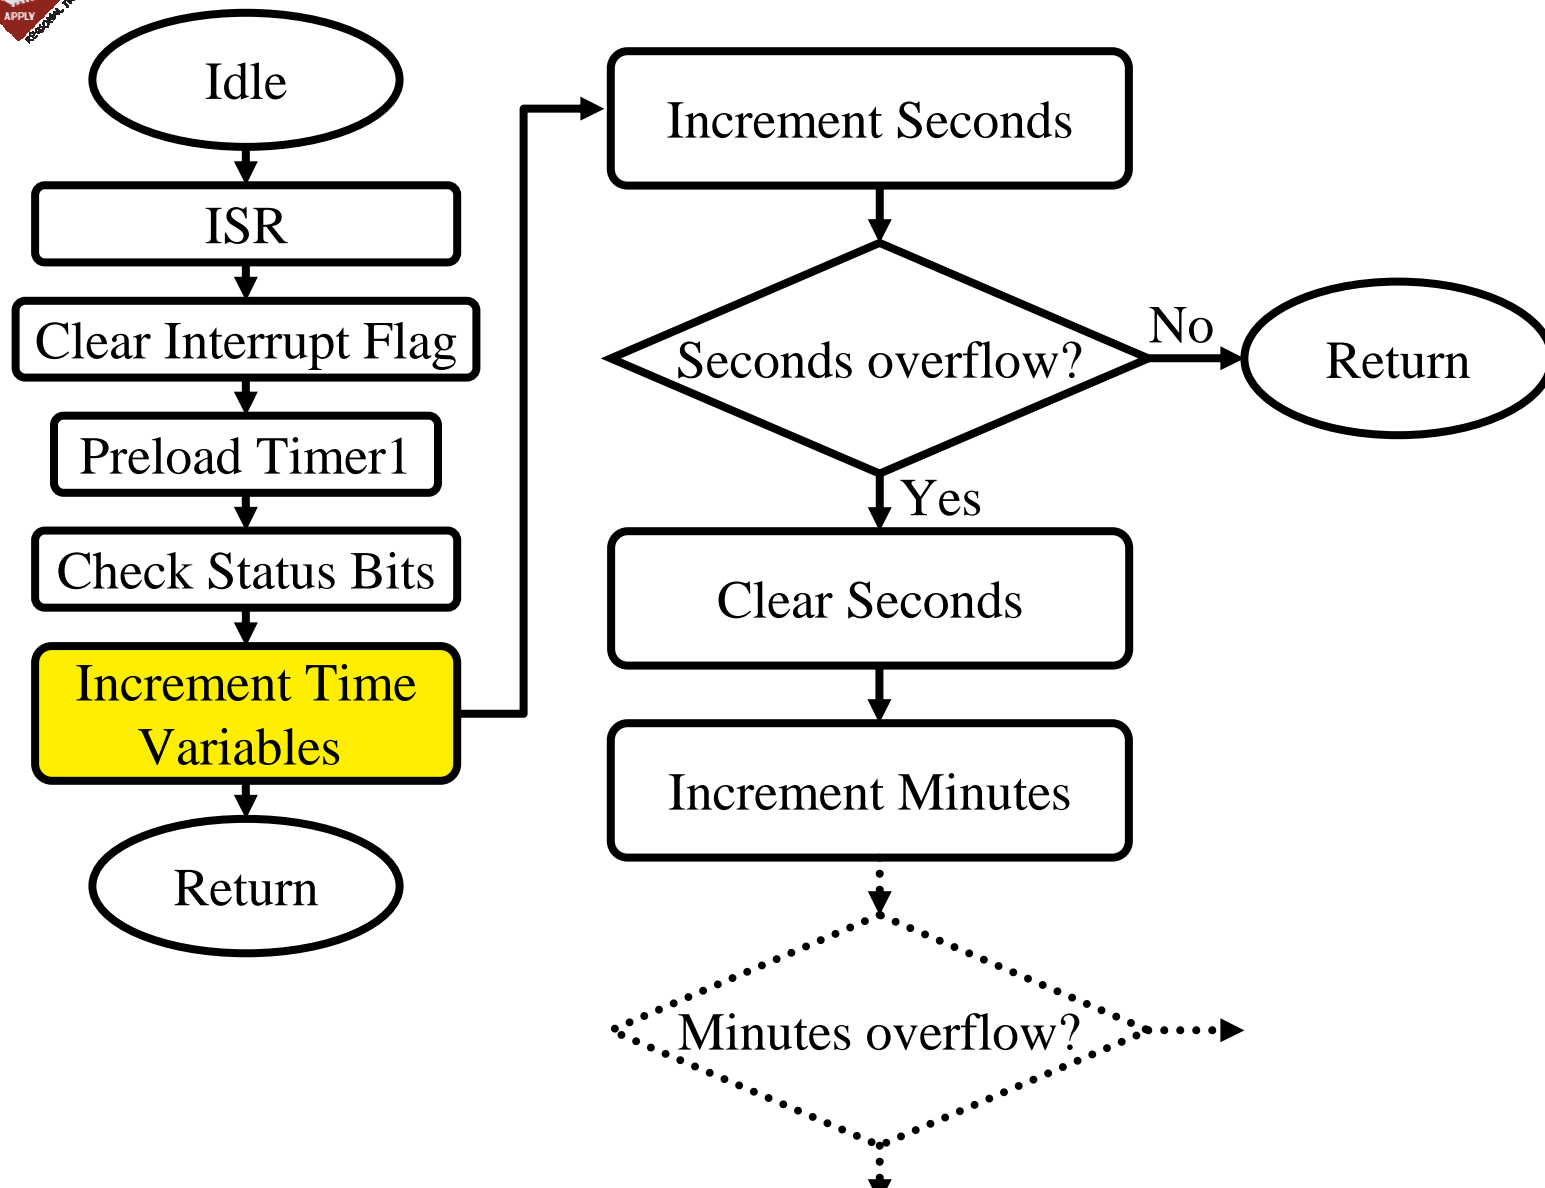 APPLY
Idle
ISR
Clear Interrupt Flag
Preload Timer1
Check Status Bits
Increment Time
Variables
Return
Increment Seconds
Seconds overflow?
No
Return
Yes
Clear Seconds
Increment Minutes
Minutes overflow?